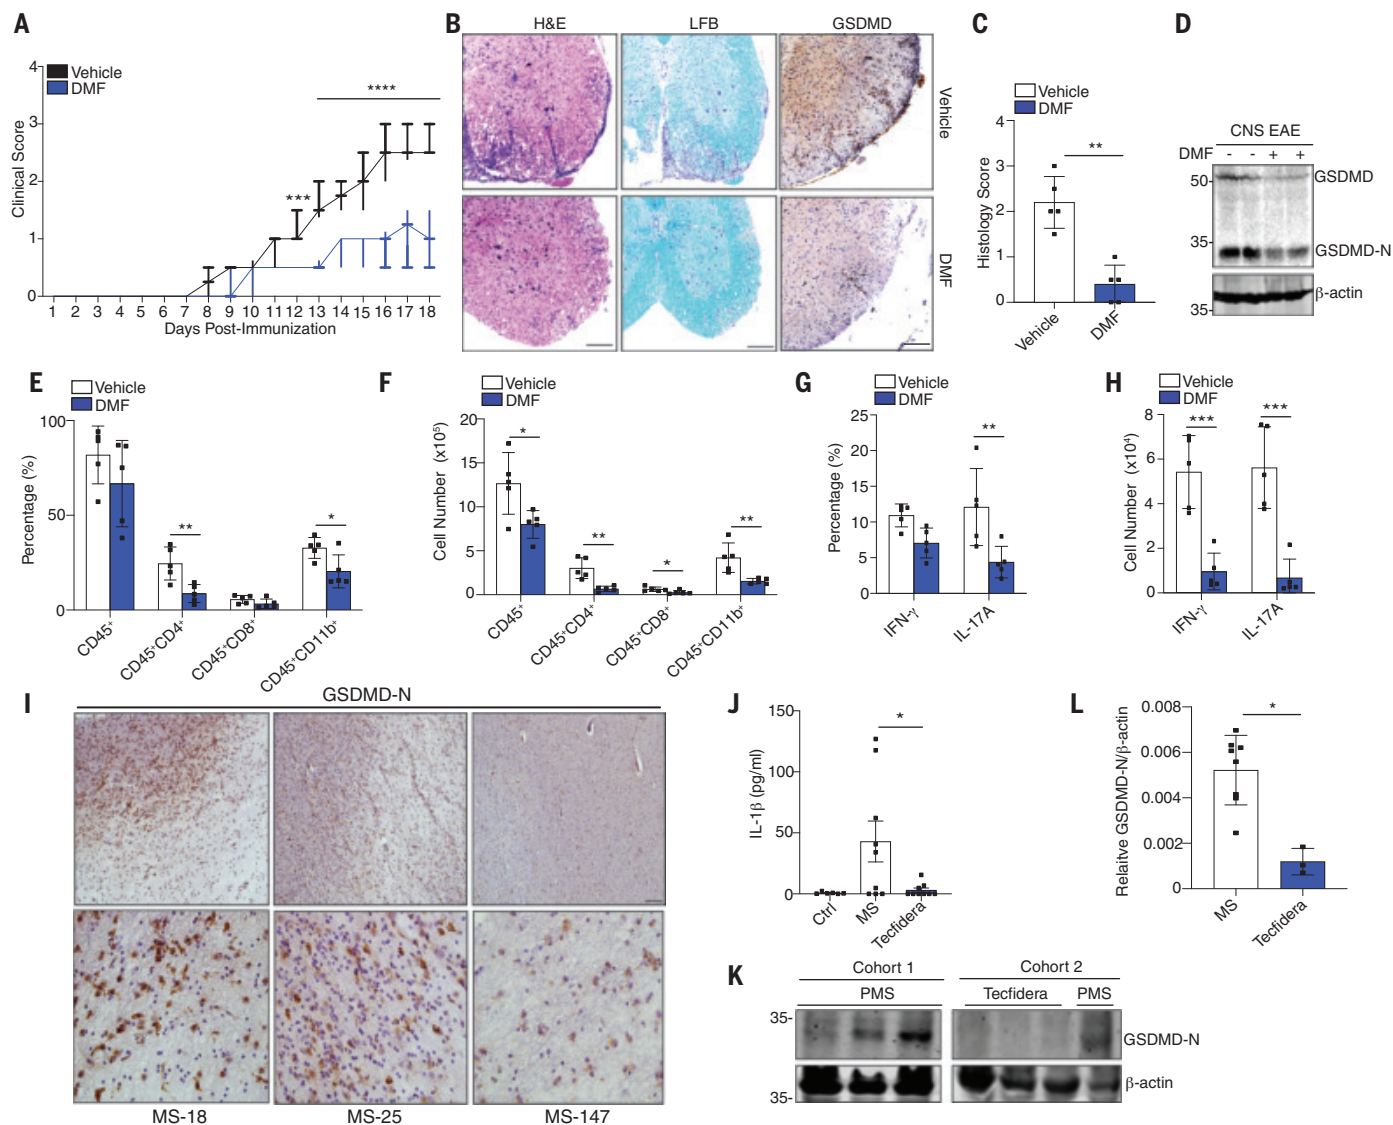 A
Vehicle
DMF
Clinical Score
4
3
2
1
0
***
****
1 2 3 4 5 6 7 8 9 10 11 12 13 14 15 16 17 18
Days Post-Immunization
B
H&E LFB GSDMD
Vehicle
DMF
C
Vehicle
DMF
Histology Score
4
3
2
1
0
**
Vehicle DMF
D
CNS EAE
DMF - - + +
50- GSDMD
35- GSDMD-N
β-actin
35-
E
Vehicle
DMF
Percentage (%)
100
50
0
** *
CD45+ CD45+CD4+ CD45+CD8+ CD45+CD11b+
F
Vehicle
DMF
Cell Number (x10⁵)
20
15
10
5
0
* ** * **
CD45+ CD45+CD4+ CD45+CD8+ CD45+CD11b+
G
Vehicle
DMF
Percentage (%)
25
20
15
10
5
0
**
IFN-γ IL-17A
H
Vehicle
DMF
Cell Number (x10⁴)
8
6
4
2
0
*** ***
IFN-γ IL-17A
I
GSDMD-N
MS-18 MS-25 MS-147
J
IL-1β (pg/ml)
150
100
50
0
*
Ctrl MS Tecfidera
K
Cohort 1 Cohort 2
PMS Tecfidera PMS
35-
GSDMD-N
β-actin
35-
L
Relaitve GSDMD-N/β-actin
0.008
0.006
0.004
0.002
0
*
MS Tecfidera